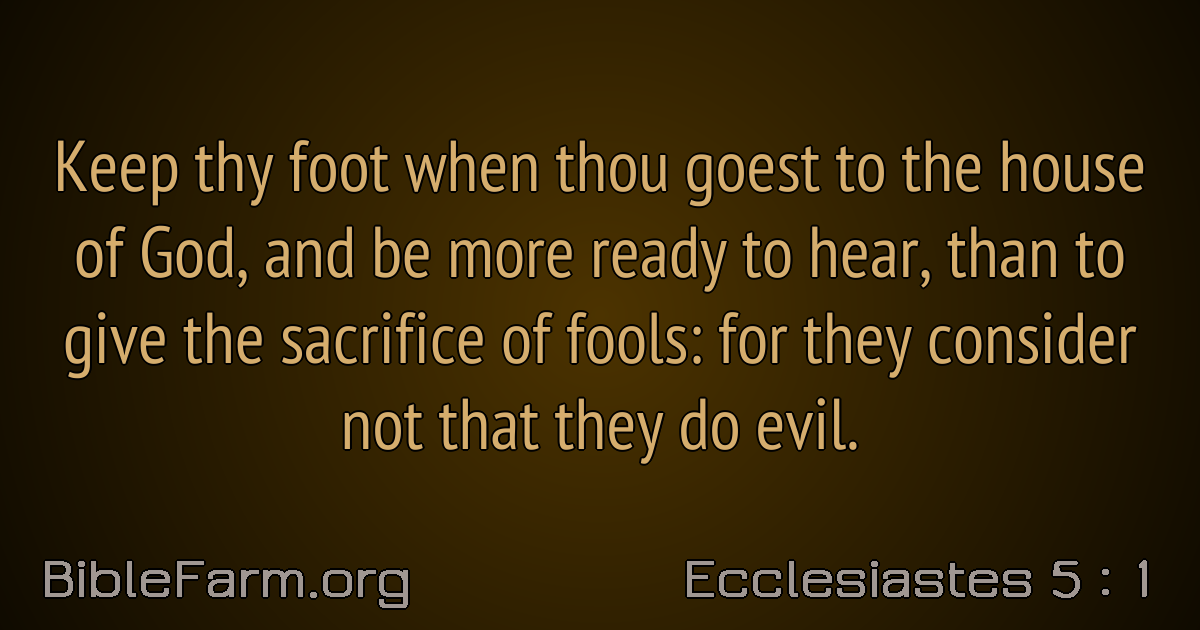 Keep thy foot when thou goest to the house
of God, and be more ready to hear, than to
give the sacrifice of fools: for they consider
not that they do evil.
BibleFarm.org
Ecclesiastes 5 : 1